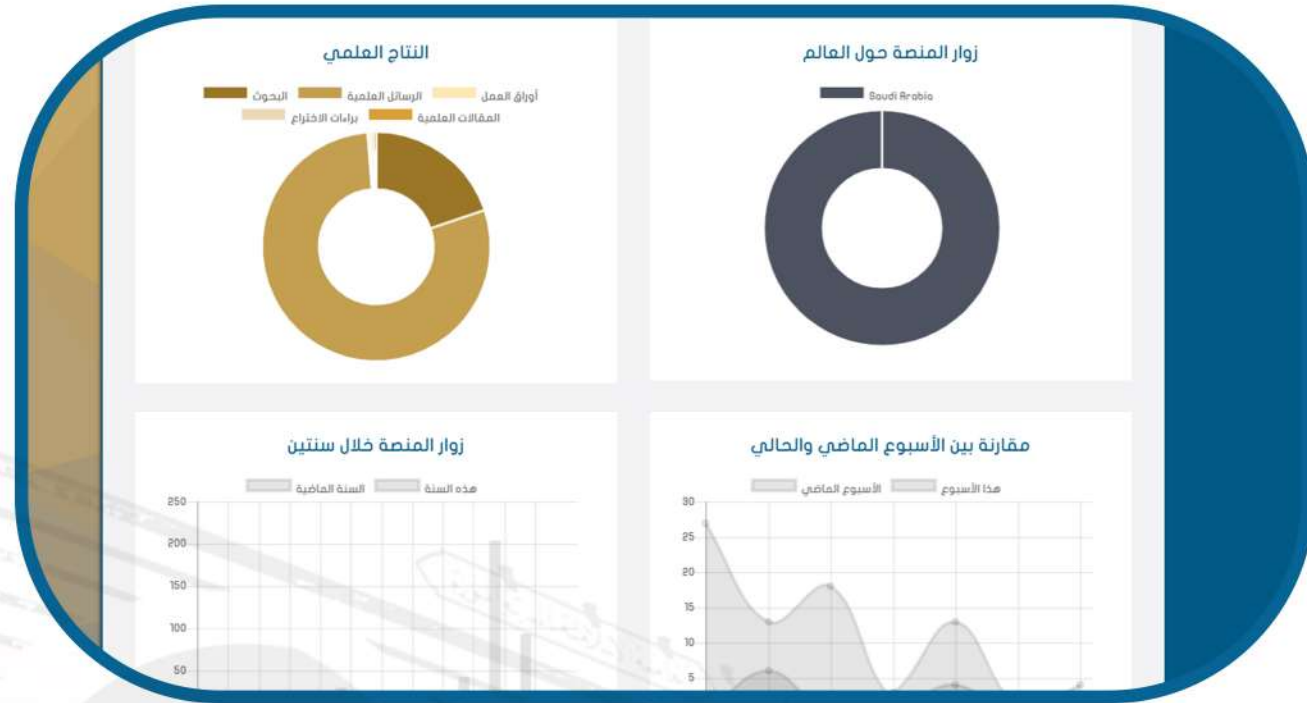 زوار المنصة حول العالم
Saudi Arabia
النتاج العلمي
البحوث الرسائل العلمية أوراق العمل
براءات الاختراع المقالات العلمية
مقارنة بين الأسبوع الماضي والحالي
الأسبوع الماضي هذا الأسبوع
30
25
20
15
10
5
زوار المنصة خلال سنتين
السنة الماضية هذه السنة
250
200
150
100
50